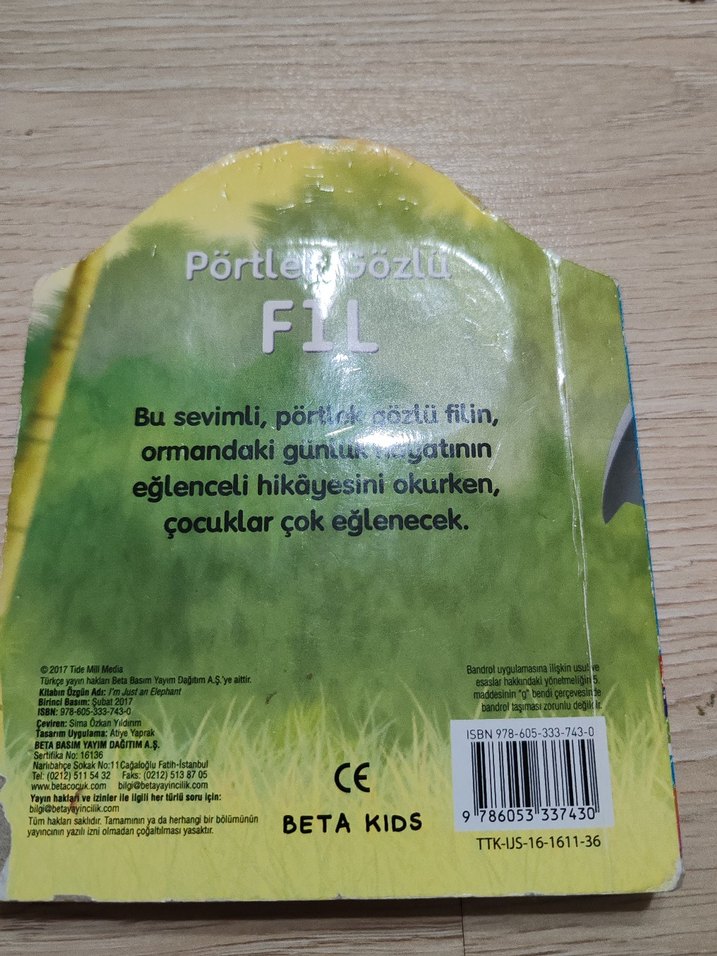 Pörtlek Gözlü
FİL
Bu sevimli, pörtlek gözlü filin,
ormandaki günlük hayatının
eğlenceli hikâyesini okurken,
çocuklar çok eğlenecek.
© 2017 Tide Mill Media
Türkçe yayın hakları Beta Basım Yayım Dağıtım A.Ş.'ye aittir.
Kitabın Özgün Adı: I'm Just an Elephant
Birinci Basım: Şubat 2017
ISBN: 978-605-333-743-0
Çeviren: Sima Özkan Yıldırım
Tasarım Uygulama: Atiye Yaprak
BETA BASIM YAYIM DAĞITIM A.Ş.
Sertifika No: 16136
Narlıbahçe Sokak No:11 Cağaloğlu Fatih-İstanbul
Tel: (0212) 511 54 32 Faks: (0212) 513 87 05
www.betacocuk.com bilgi@betayayincilik.com
Yayın hakları ve izinler ile ilgili her türlü soru için:
bilgi@betayayincilik.com
Tüm hakları saklıdır. Tamamının ya da herhangi bir bölümünün
yayıncının yazılı izni olmadan çoğaltılması yasaktır.
CE
BETA KIDS
Bandrol uygulamasına ilişkin usul ve
esaslar hakkındaki yönetmeliğin 5.
maddesinin "g" bendi çerçevesinde
bandrol taşıması zorunlu değildir.
ISBN 978-605-333-743-0
9 786053 337430
TTK-IJS-16-1611-36